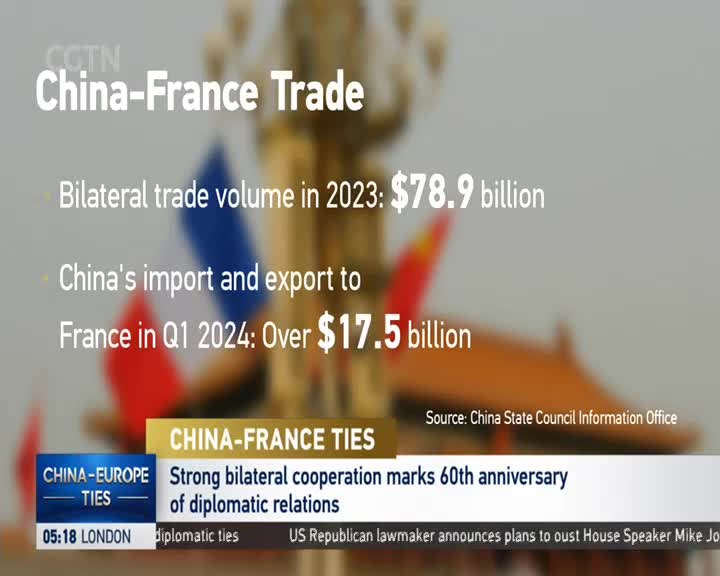 CGTN
China-France Trade
Bilateral trade volume in 2023: $78.9 billion
China's import and export to
France in Q1 2024: Over $17.5 billion
Source: China State Council Information Office
CHINA-FRANCE TIES
CHINA-EUROPE
TIES
Strong bilateral cooperation marks 60th anniversary
of diplomatic relations
05:18 LONDON
diplomatic ties US Republican lawmaker announces plans to oust House Speaker Mike Jo